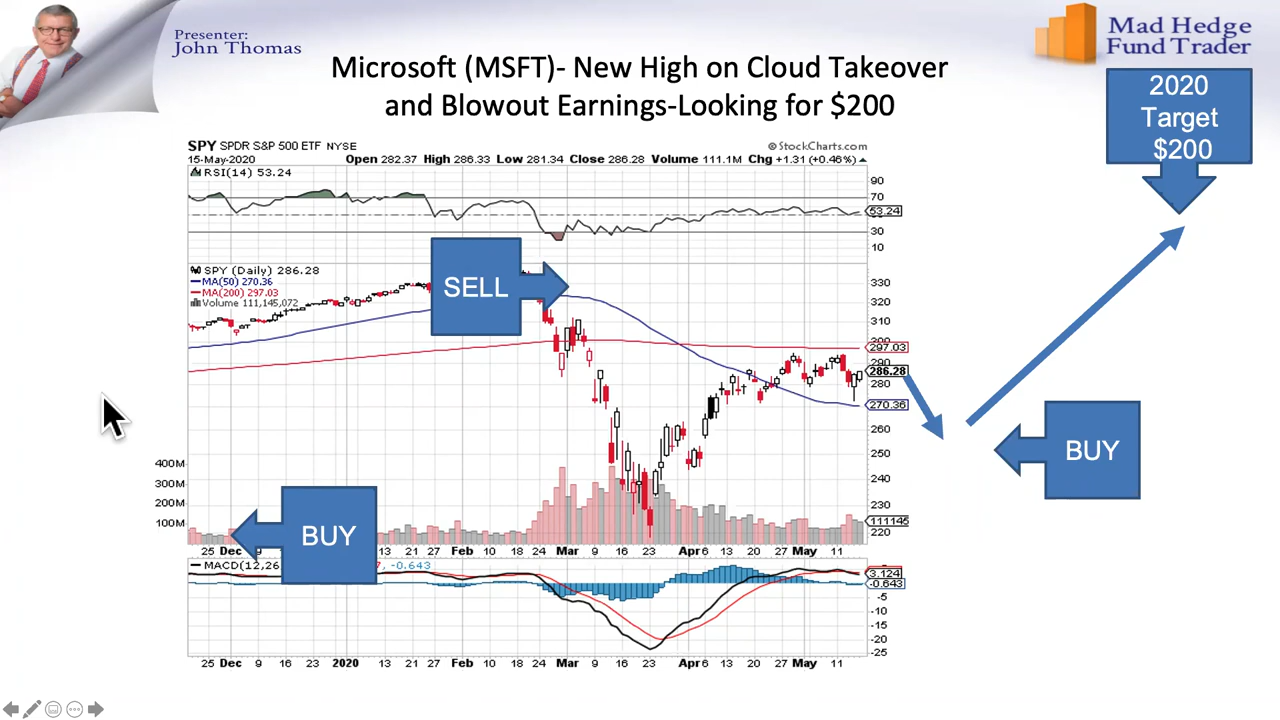 Presenter:
John Thomas
Mad Hedge
Fund Trader
Microsoft (MSFT)- New High on Cloud Takeover
and Blowout Earnings-Looking for $200
2020
Target
$200
SPY SPDR S&P 500 ETF NYSE
© StockCharts.com
15-May-2020 Open 282.37 High 286.33 Low 281.34 Close 286.28 Volume 111.1M Chg +1.31 (+0.46%)
RSI(14) 53.24
90
70
53.24
30
10
SPY (Daily) 286.28
MA(50) 270.36
MA(200) 297.03
Volume 111,145,072
SELL
330
320
310
300
297.03
290
286.28
280
270.36
260
250
240
230
220
111145
400M
300M
200M
100M
BUY
BUY
25 Dec 9 13 21 27 Feb 10 18 24 Mar 9 16 23 Apr 6 13 20 27 May 11
MACD(12,26 7, -0.643
3.124
-0.643
-5
-10
-15
-20
-25
25 Dec 9 16 23 2020 13 21 27 Feb 10 18 24 Mar 9 16 23 Apr 6 13 20 27 May 11